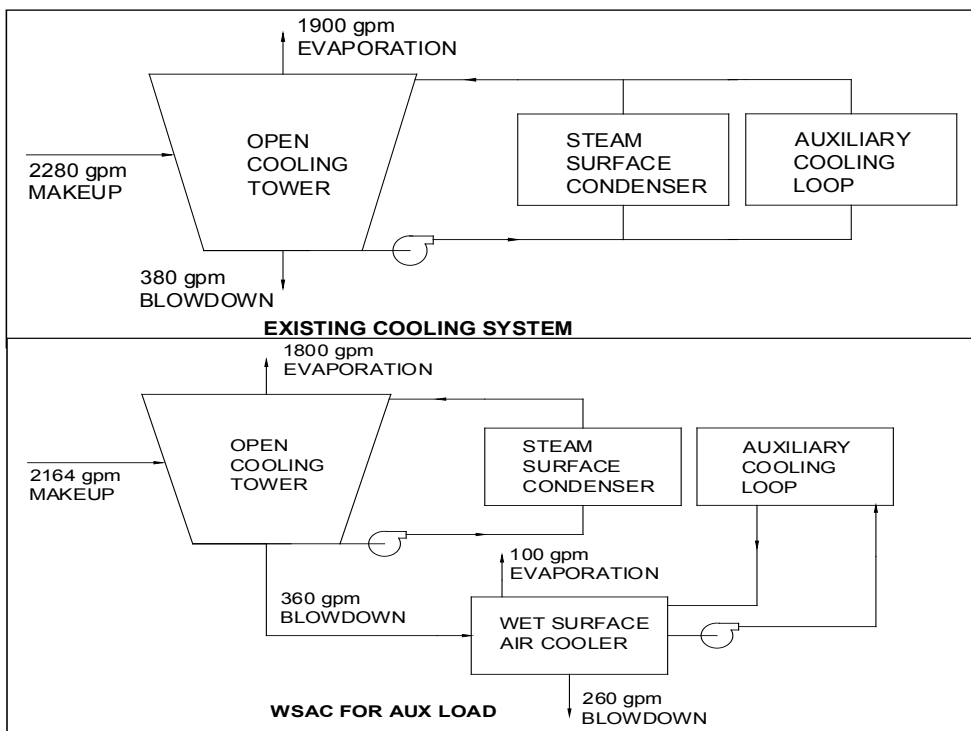 1900 gpm
EVAPORATION
OPEN
COOLING
TOWER
2280 gpm
MAKEUP
STEAM
SURFACE
CONDENSER
AUXILIARY
COOLING
LOOP
380 gpm
BLOWDOWN
EXISTING COOLING SYSTEM
1800 gpm
EVAPORATION
OPEN
COOLING
TOWER
2164 gpm
MAKEUP
STEAM
SURFACE
CONDENSER
AUXILIARY
COOLING
LOOP
100 gpm
EVAPORATION
360 gpm
BLOWDOWN
WET SURFACE
AIR COOLER
260 gpm
BLOWDOWN
WSAC FOR AUX LOAD